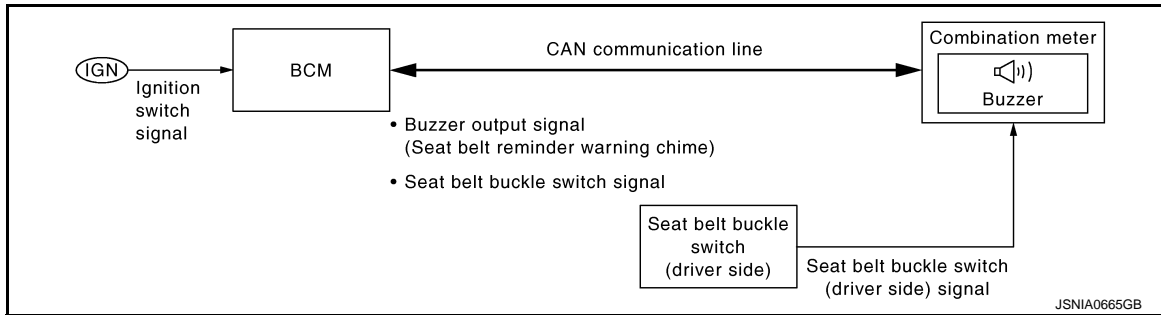 IGN
Ignition
switch
signal
BCM
CAN communication line
• Buzzer output signal
(Seat belt reminder warning chime)
• Seat belt buckle switch signal
Combination meter
Buzzer
Seat belt buckle
switch
(driver side)
Seat belt buckle switch
(driver side) signal
JSNIA0665GB